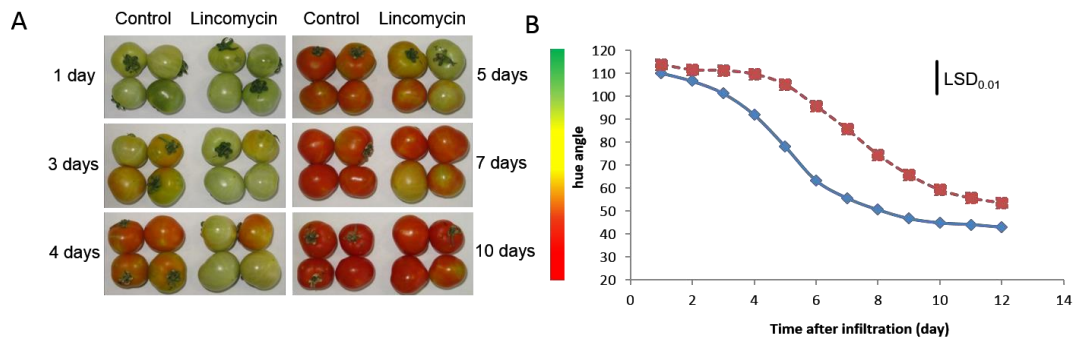 A
Control Lincomycin Control Lincomycin
1 day
3 days
4 days
5 days
7 days
10 days
B
120
110
100
90
80
70
60
50
40
30
20
hue angle
LSD0.01
0 2 4 6 8 10 12 14
Time after infiltration (day)